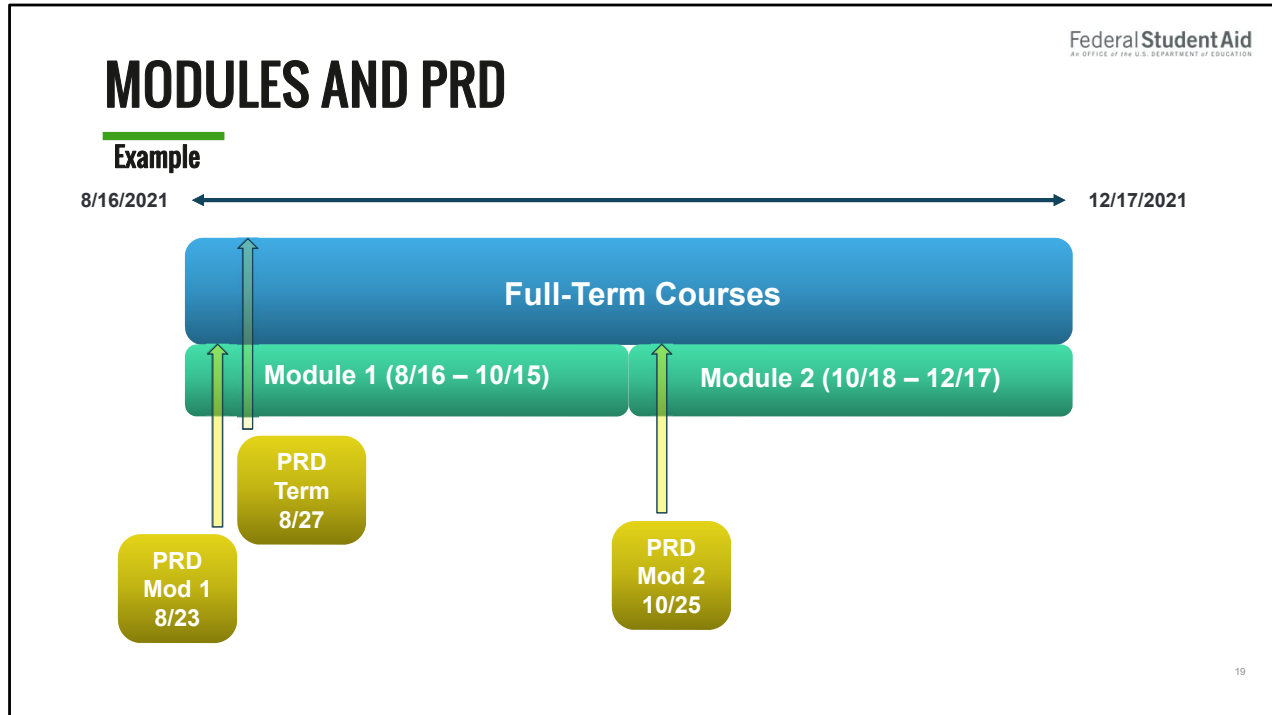 Federal Student Aid
An OFFICE of the U.S. DEPARTMENT of EDUCATION
MODULES AND PRD
Example
8/16/2021
12/17/2021
Full-Term Courses
Module 1 (8/16 – 10/15)
Module 2 (10/18 – 12/17)
PRD
Term
8/27
PRD
Mod 1
8/23
PRD
Mod 2
10/25
19